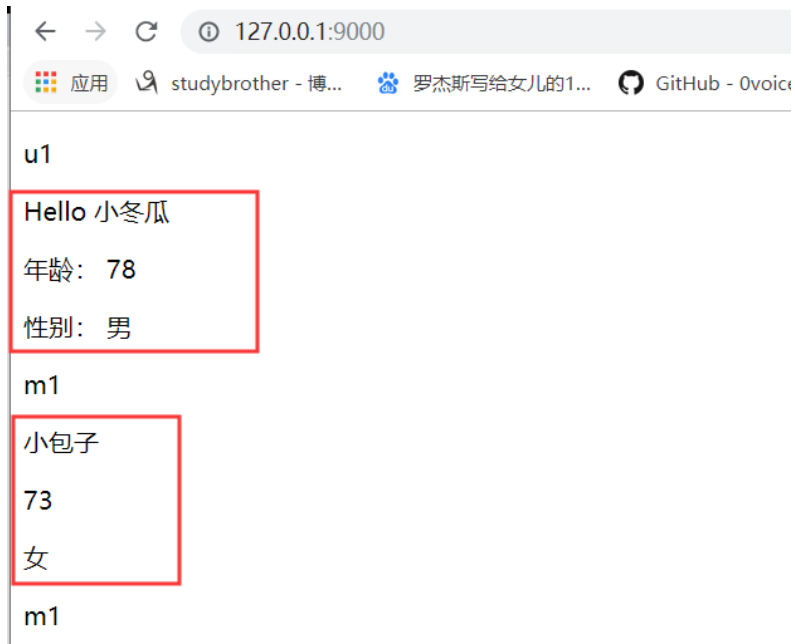 127.0.0.1:9000
应用 studybrother - 博... 罗杰斯写给女儿的1... GitHub - 0voice
u1
Hello 小冬瓜
年龄： 78
性别： 男
m1
小包子
73
女
m1